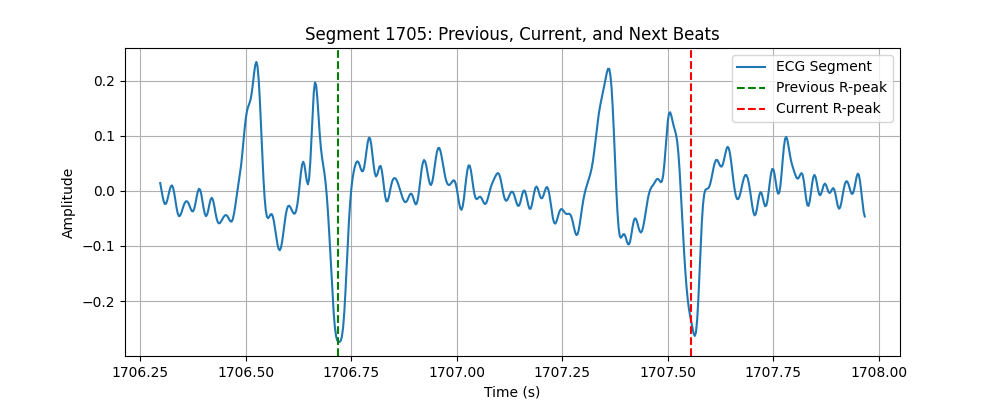 Segment 1705: Previous, Current, and Next Beats
ECG Segment
Previous R-peak
Current R-peak
Amplitude
0.2
0.1
0.0
−0.1
−0.2
1706.25 1706.50 1706.75 1707.00 1707.25 1707.50 1707.75 1708.00
Time (s)